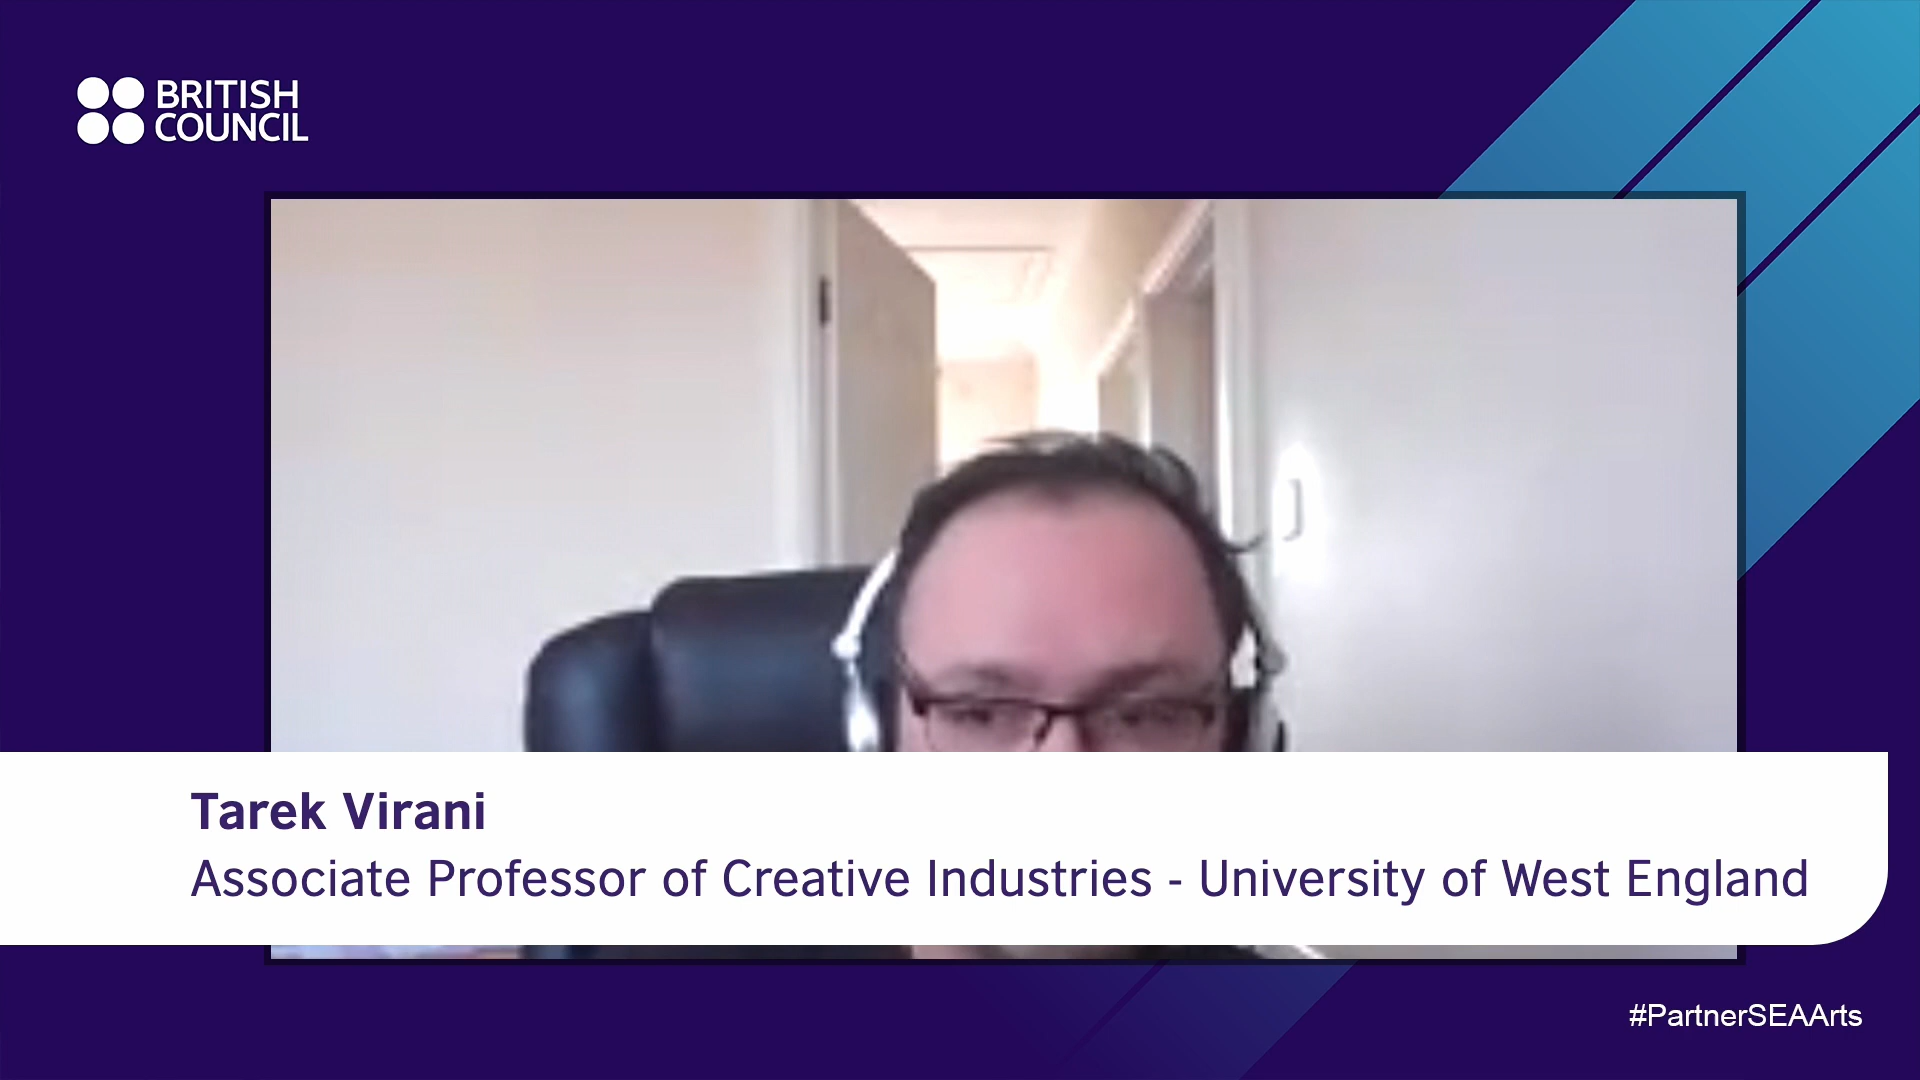 BRITISH
COUNCIL
Tarek Virani
Associate Professor of Creative Industries - University of West England
#PartnerSEAArts